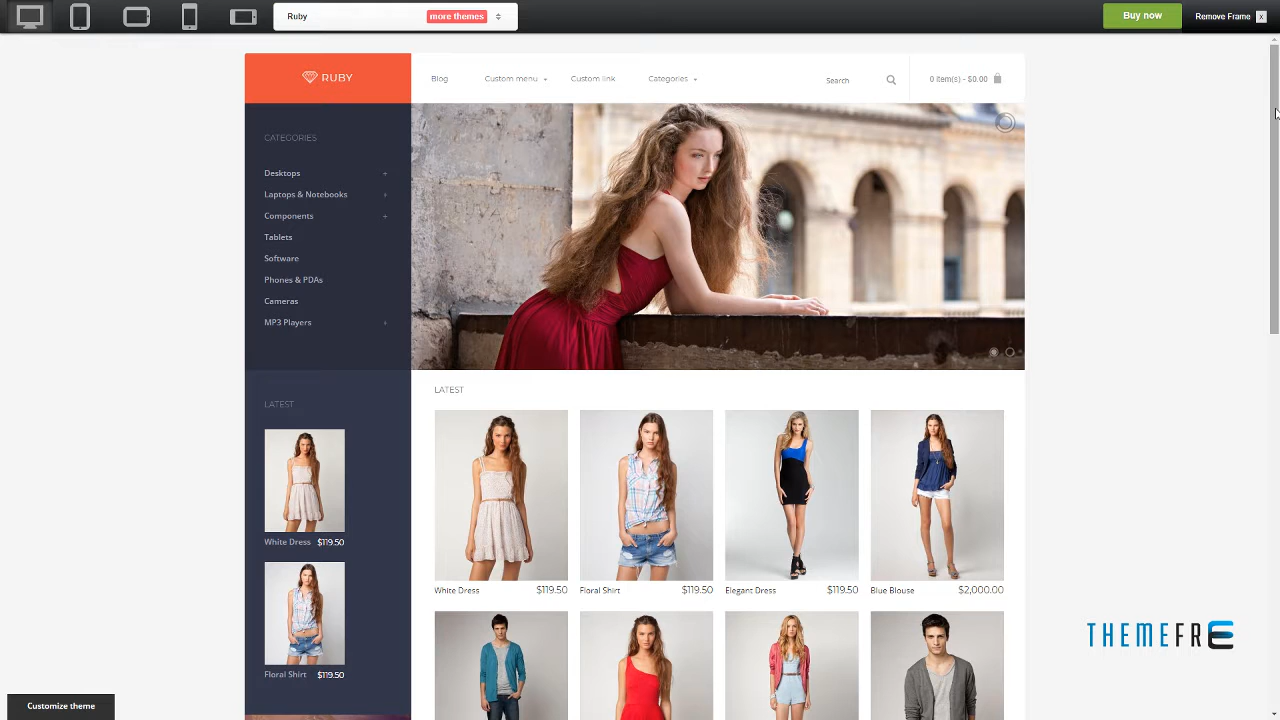 Ruby
more themes
Buy now
Remove Frame
x
RUBY
Blog
Custom menu
Custom link
Categories
Search
0 item(s) - $0.00
CATEGORIES
Desktops +
Laptops & Notebooks +
Components +
Tablets
Software
Phones & PDAs
Cameras
MP3 Players +
LATEST
White Dress $119.50
Floral Shirt $119.50
LATEST
White Dress $119.50
Floral Shirt $119.50
Elegant Dress $119.50
Blue Blouse $2,000.00
THEMEFRE
Customize theme